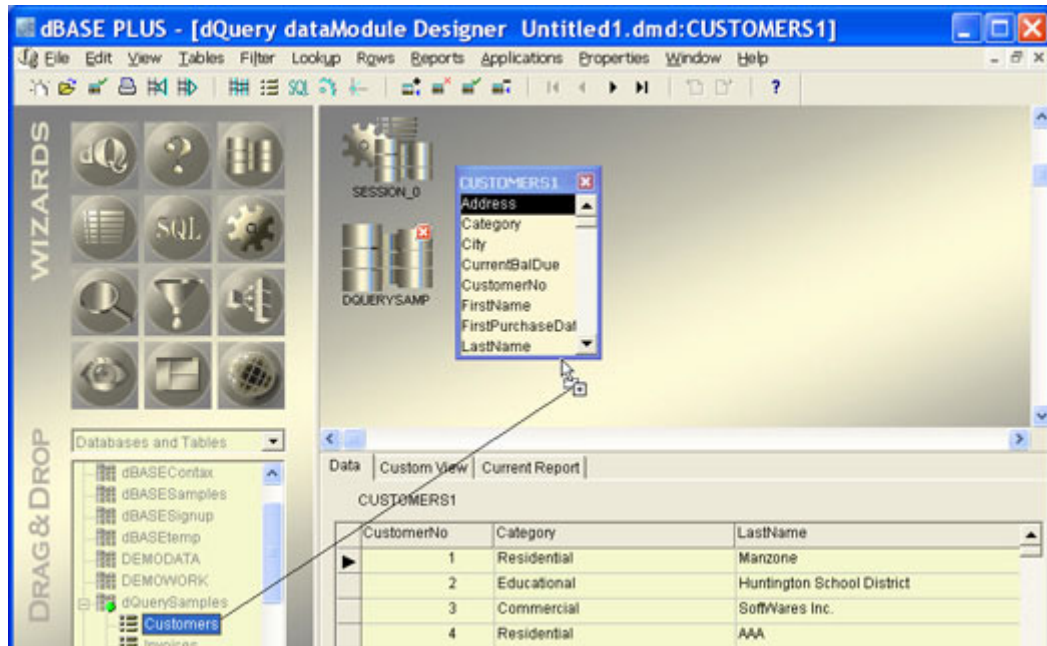 dBASE PLUS - [dQuery dataModule Designer Untitled1.dmd:CUSTOMERS1]
File Edit View Tables Filter Lookup Rows Reports Applications Properties Window Help
SQL ?
WIZARDS
dQ ?
SQL
SESSION_0
DQUERYSAMP
CUSTOMERS1
Address
Category
City
CurrentBalDue
CustomerNo
FirstName
FirstPurchaseDat
LastName
DRAG & DROP
Databases and Tables
dBASEContax
dBASESamples
dBASESignup
dBASEtemp
DEMODATA
DEMOWORK
dQuerySamples
Customers
Invoices
Data Custom View Current Report
CUSTOMERS1
CustomerNo Category LastName
1 Residential Manzone
2 Educational Huntington School District
3 Commercial SoftWares Inc.
4 Residential AAA